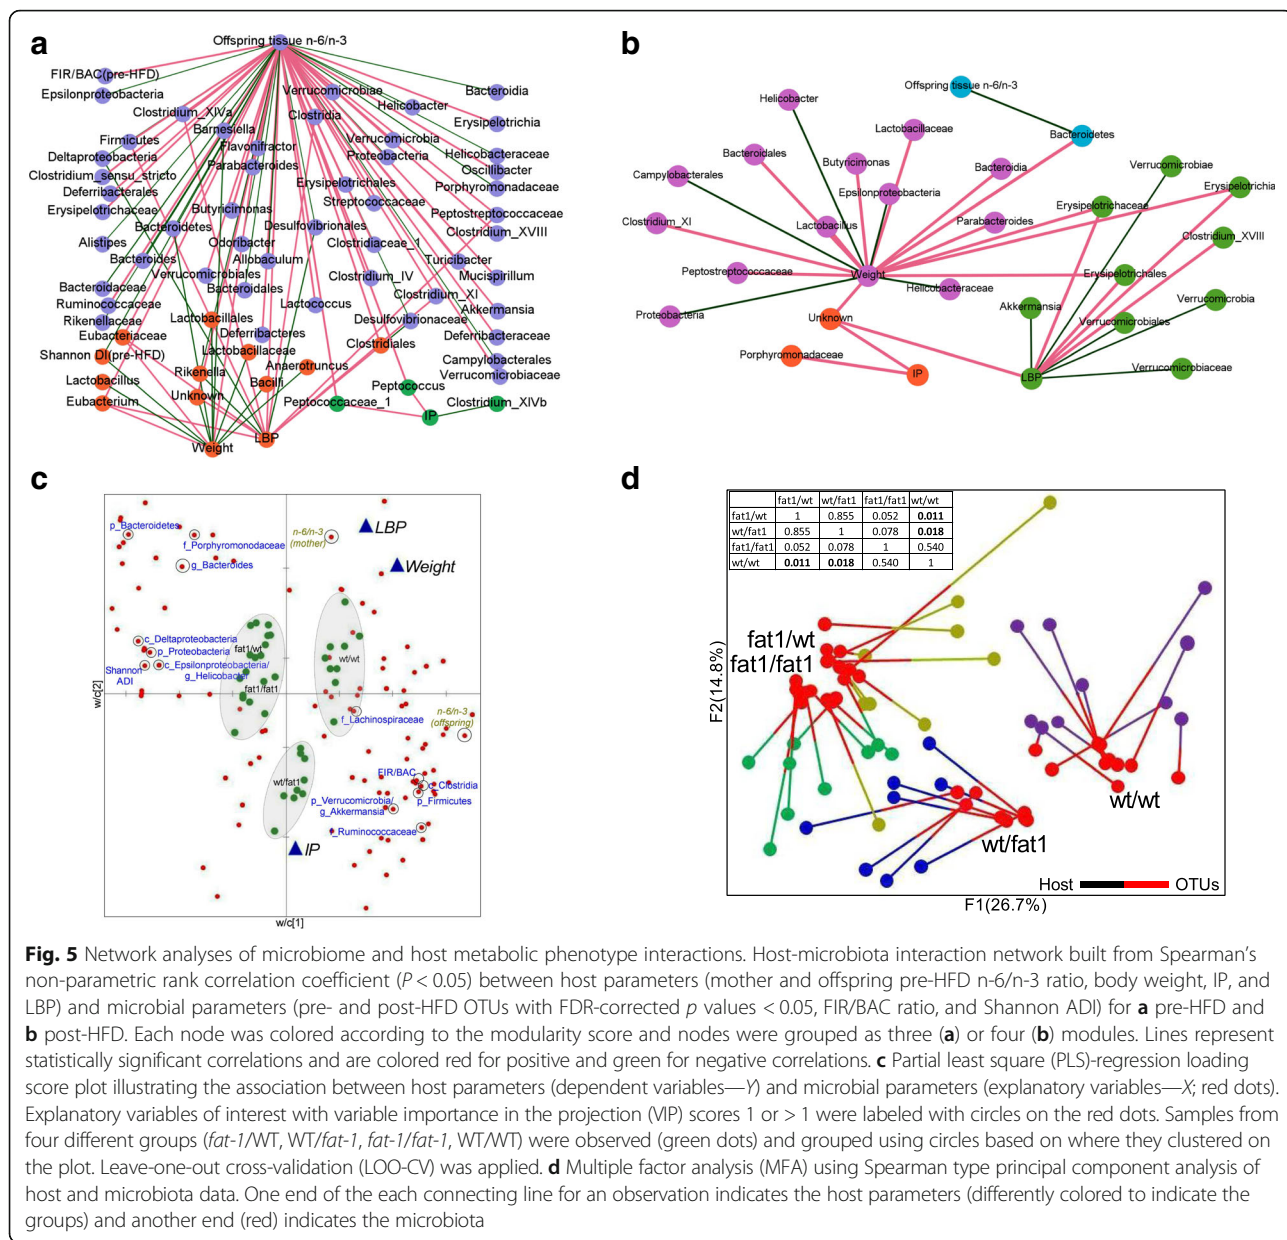 a
Offspring tissue n-6/n-3
FIR/BAC(pre-HFD)
Epsilonproteobacteria
Verrucomicrobiae
Bacteroidia
Clostridium_XIVa
Clostridia
Helicobacter
Erysipelotrichia
Barnesiella
Firmicutes
Flavonifractor
Verrucomicrobia
Deltaproteobacteria
Parabacteroides
Proteobacteria
Helicobacteraceae
Clostridium_sensu_stricto
Oscillibacter
Deferribacterales
Erysipelotrichales
Porphyromonadaceae
Erysipelotrichaceae
Butyricimonas
Streptococcaceae
Peptostreptococcaceae
Bacteroidetes
Desulfovibrionales
Clostridium_XVIII
Alistipes
Odoribacter
Clostridiaceae_1
Bacteroides
Allobaculum
Turicibacter
Verrucomicrobiales
Clostridium_IV
Mucispirillum
Bacteroidaceae
Bacteroidales
Clostridium_XI
Ruminococcaceae
Lactococcus
Akkermansia
Rikenellaceae
Lactobacillales
Desulfovibrionaceae
Eubacteriaceae
Deferribacteres
Clostridiales
Deferribacteraceae
Shannon DI(pre-HFD)
Lactobacillaceae
Campylobacterales
Lactobacillus
Rikenella
Anaerotruncus
Verrucomicrobiaceae
Bacilli
Peptococcus
Eubacterium
Unknown
Peptococcaceae_1
Clostridium_XIVb
IP
Weight
LBP
b
Offspring tissue n-6/n-3
Helicobacter
Lactobacillaceae
Bacteroidetes
Bacteroidales
Butyricimonas
Bacteroidia
Verrucomicrobiae
Campylobacterales
Epsilonproteobacteria
Erysipelotrichia
Erysipelotrichaceae
Clostridium_XI
Lactobacillus
Parabacteroides
Clostridium_XVIII
Peptostreptococcaceae
Weight
Erysipelotrichales
Helicobacteraceae
Proteobacteria
Unknown
Akkermansia
Verrucomicrobia
Verrucomicrobiales
Porphyromonadaceae
IP
LBP
Verrucomicrobiaceae
c
p_Bacteroidetes
n-6/n-3
(mother)
LBP
f_Porphyromonodaceae
g_Bacteroides
Weight
c_Deltaproteobacteria
p_Proteobacteria
fat1/wt
wt/wt
Shannon
ADI
c_Epsilonproteobacteria/
g_Helicobacter
fat1/fat1
w/c[2]
f_Lachinospiraceae
n-6/n-3
(offspring)
wt/fat1
FIR/BAC
c_Clostridia
p_Firmicutes
p_Verrucomicrobia/
g_Akkermansia
f_Ruminococcaceae
IP
w/c[1]
d
fat1/wt wt/fat1 fat1/fat1 wt/wt
fat1/wt 1 0.855 0.052 0.011
wt/fat1 0.855 1 0.078 0.018
fat1/fat1 0.052 0.078 1 0.540
wt/wt 0.011 0.018 0.540 1
fat1/wt
fat1/fat1
F2(14.8%)
wt/wt
wt/fat1
Host OTUs
F1(26.7%)
Fig. 5 Network analyses of microbiome and host metabolic phenotype interactions. Host-microbiota interaction network built from Spearman's
non-parametric rank correlation coefficient (P < 0.05) between host parameters (mother and offspring pre-HFD n-6/n-3 ratio, body weight, IP, and
LBP) and microbial parameters (pre- and post-HFD OTUs with FDR-corrected p values < 0.05, FIR/BAC ratio, and Shannon ADI) for a pre-HFD and
b post-HFD. Each node was colored according to the modularity score and nodes were grouped as three (a) or four (b) modules. Lines represent
statistically significant correlations and are colored red for positive and green for negative correlations. c Partial least square (PLS)-regression loading
score plot illustrating the association between host parameters (dependent variables—Y) and microbial parameters (explanatory variables—X; red dots).
Explanatory variables of interest with variable importance in the projection (VIP) scores 1 or > 1 were labeled with circles on the red dots. Samples from
four different groups (fat-1/WT, WT/fat-1, fat-1/fat-1, WT/WT) were observed (green dots) and grouped using circles based on where they clustered on
the plot. Leave-one-out cross-validation (LOO-CV) was applied. d Multiple factor analysis (MFA) using Spearman type principal component analysis of
host and microbiota data. One end of the each connecting line for an observation indicates the host parameters (differently colored to indicate the
groups) and another end (red) indicates the microbiota